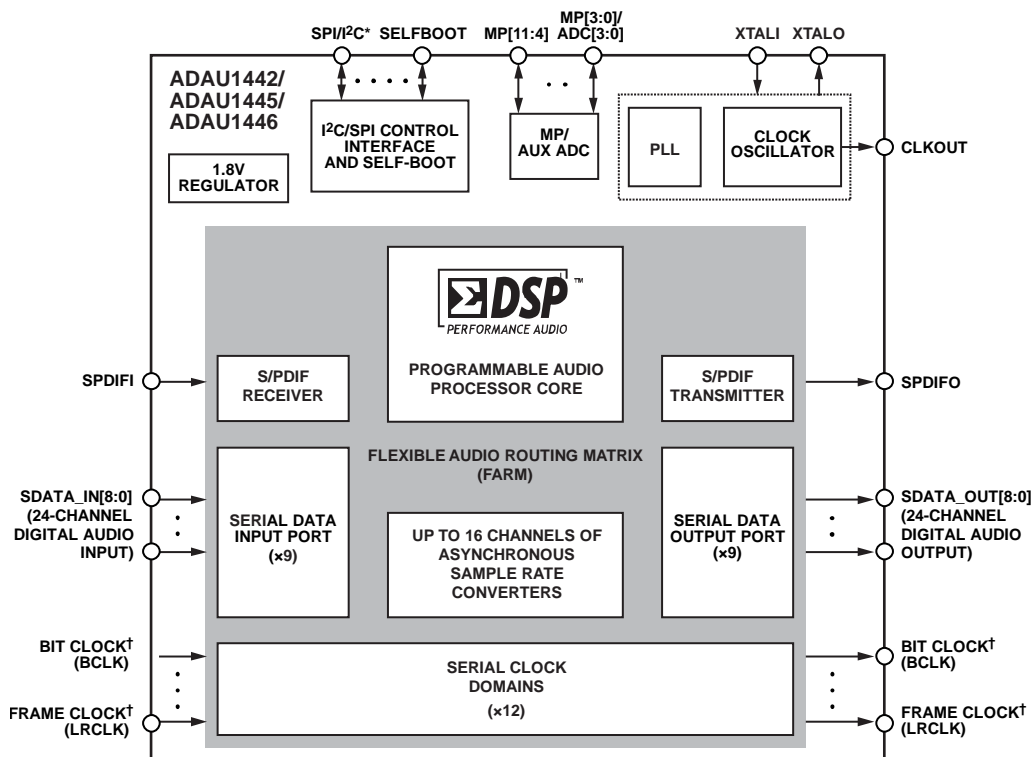 SPI/I²C* SELFBOOT MP[11:4] MP[3:0]/
ADC[3:0] XTALI XTALO
ADAU1442/
ADAU1445/
ADAU1446
I²C/SPI CONTROL
INTERFACE
AND SELF-BOOT
MP/
AUX ADC
PLL
CLOCK
OSCILLATOR
CLKOUT
1.8V
REGULATOR
ΣDSP™
PERFORMANCE AUDIO
PROGRAMMABLE AUDIO
PROCESSOR CORE
SPDIFI
S/PDIF
RECEIVER
S/PDIF
TRANSMITTER
SPDIFO
FLEXIBLE AUDIO ROUTING MATRIX
(FARM)
SDATA_IN[8:0]
(24-CHANNEL
DIGITAL AUDIO
INPUT)
SERIAL DATA
INPUT PORT
(×9)
UP TO 16 CHANNELS OF
ASYNCHRONOUS
SAMPLE RATE
CONVERTERS
SERIAL DATA
OUTPUT PORT
(×9)
SDATA_OUT[8:0]
(24-CHANNEL
DIGITAL AUDIO
OUTPUT)
BIT CLOCK†
(BCLK)
SERIAL CLOCK
DOMAINS
(×12)
BIT CLOCK†
(BCLK)
FRAME CLOCK†
(LRCLK)
FRAME CLOCK†
(LRCLK)